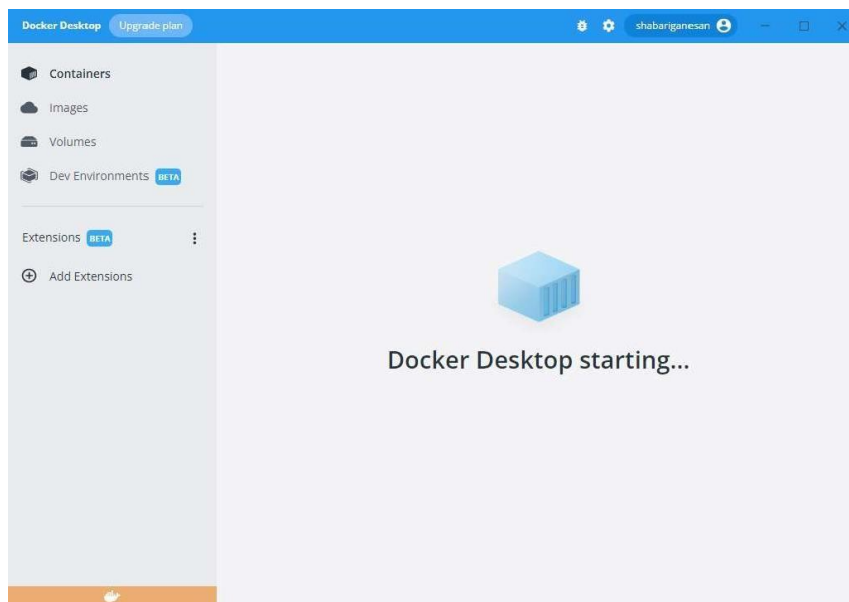 Docker Desktop Upgrade plan shabariganesan
Containers
Images
Volumes
Dev Environments BETA
Extensions BETA
Add Extensions
Docker Desktop starting...